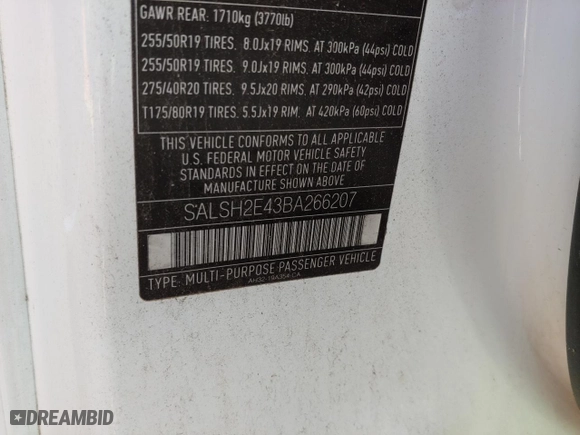 GAWR REAR: 1710kg (3770lb)
255/50R19 TIRES. 8.0Jx19 RIMS. AT 300kPa (44psi) COLD
255/50R19 TIRES. 9.0Jx19 RIMS. AT 300kPa (44psi) COLD
275/40R20 TIRES. 9.5Jx20 RIMS. AT 290kPa (42psi) COLD
T175/80R19 TIRES. 5.5Jx19 RIM. AT 420kPa (60psi) COLD
THIS VEHICLE CONFORMS TO ALL APPLICABLE
U.S. FEDERAL MOTOR VEHICLE SAFETY
STANDARDS IN EFFECT ON THE DATE OF
MANUFACTURE SHOWN ABOVE.
SALSH2E43BA266207
TYPE: MULTI-PURPOSE PASSENGER VEHICLE
DREAMBID